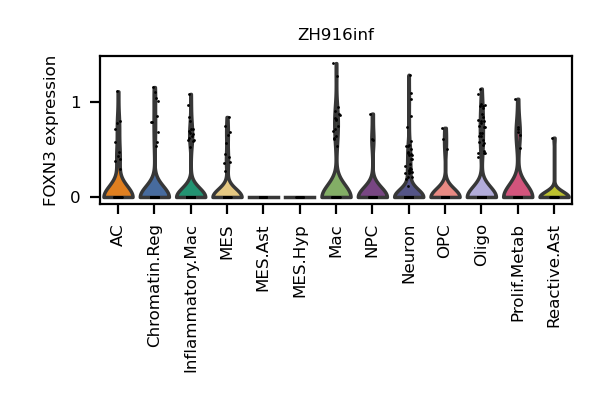 ZH916inf
FOXN3 expression
1
0
AC
Chromatin.Reg
Inflammatory.Mac
MES
MES.Ast
MES.Hyp
Mac
NPC
Neuron
OPC
Oligo
Prolif.Metab
Reactive.Ast